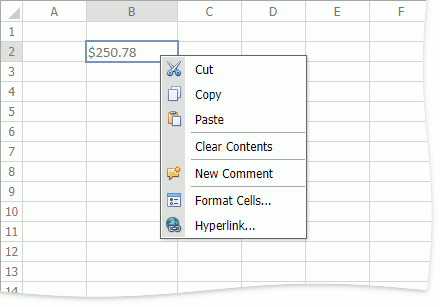 A B C D E F
1
2 $250.78
3 Cut
4 Copy
5 Paste
6
7 Clear Contents
8 New Comment
9
10 Format Cells...
11 Hyperlink...
12
13
14